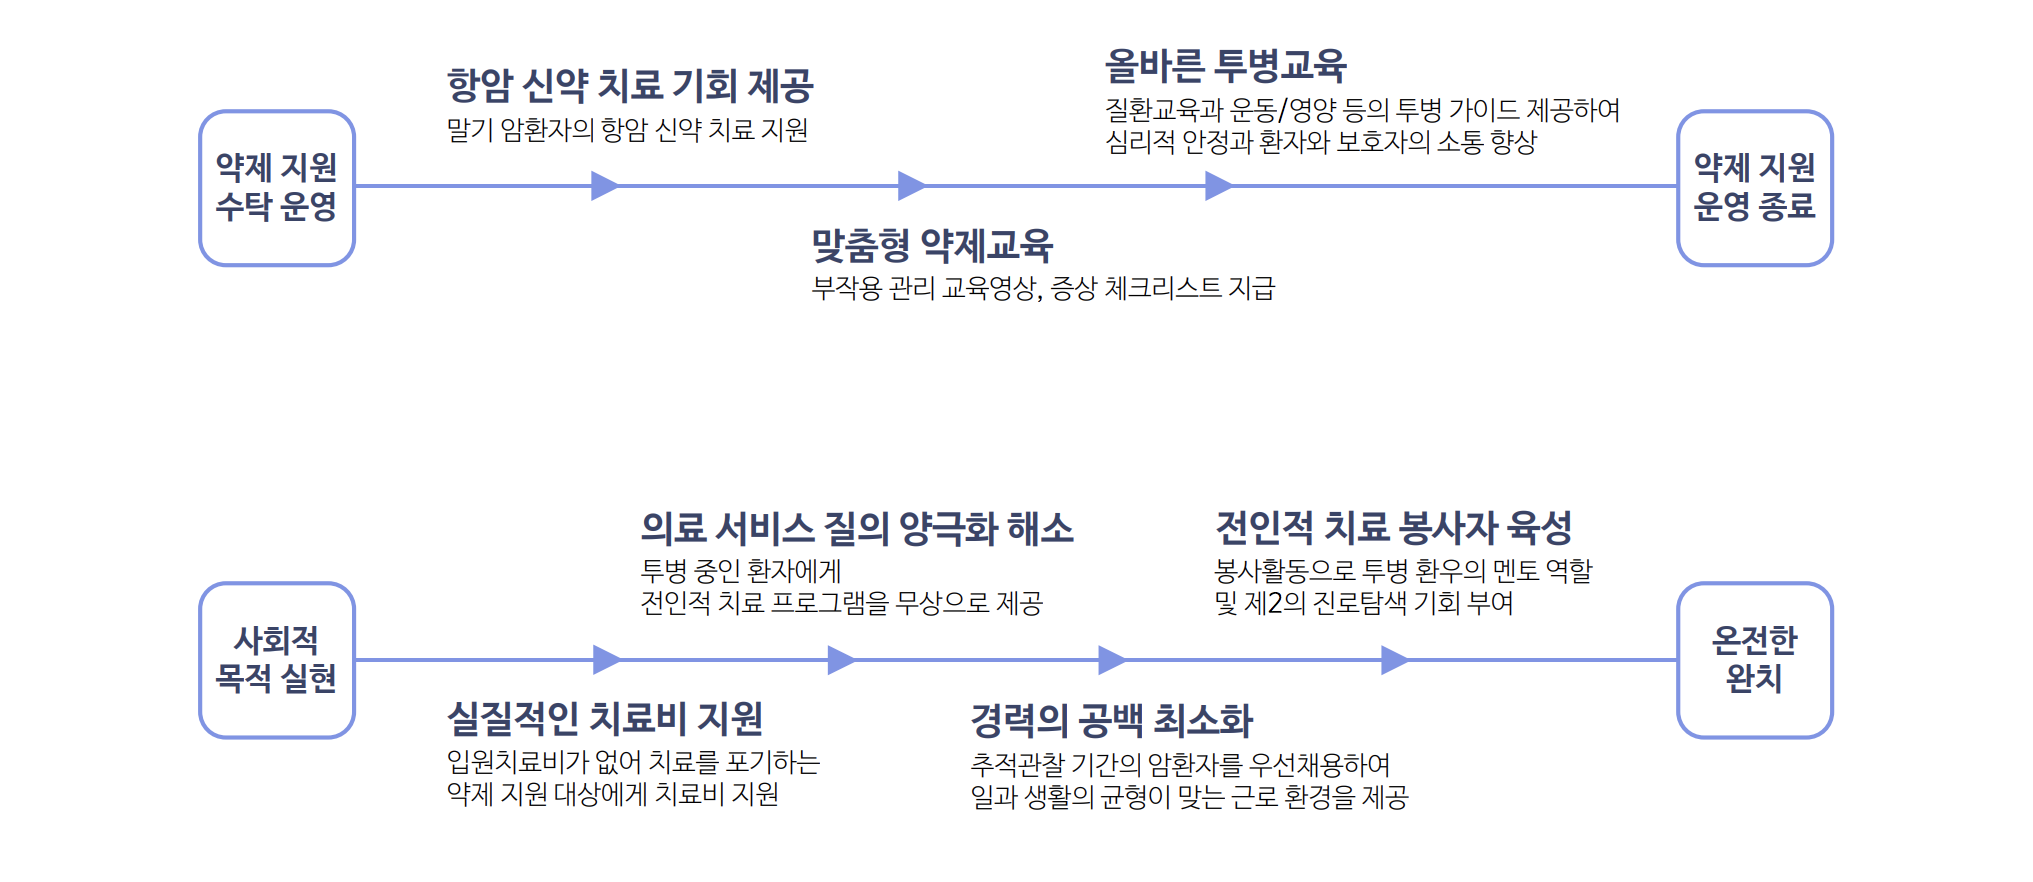 약제 지원
수탁 운영
항암 신약 치료 기회 제공
말기 암환자의 항암 신약 치료 지원
맞춤형 약제교육
부작용 관리 교육영상, 증상 체크리스트 지급
올바른 투병교육
질환교육과 운동/영양 등의 투병 가이드 제공하여
심리적 안정과 환자와 보호자의 소통 향상
약제 지원
운영 종료
사회적
목적 실현
실질적인 치료비 지원
입원치료비가 없어 치료를 포기하는
약제 지원 대상에게 치료비 지원
의료 서비스 질의 양극화 해소
투병 중인 환자에게
전인적 치료 프로그램을 무상으로 제공
경력의 공백 최소화
추적관찰 기간의 암환자를 우선채용하여
일과 생활의 균형이 맞는 근로 환경을 제공
전인적 치료 봉사자 육성
봉사활동으로 투병 환우의 멘토 역할
및 제2의 진로탐색 기회 부여
온전한
완치